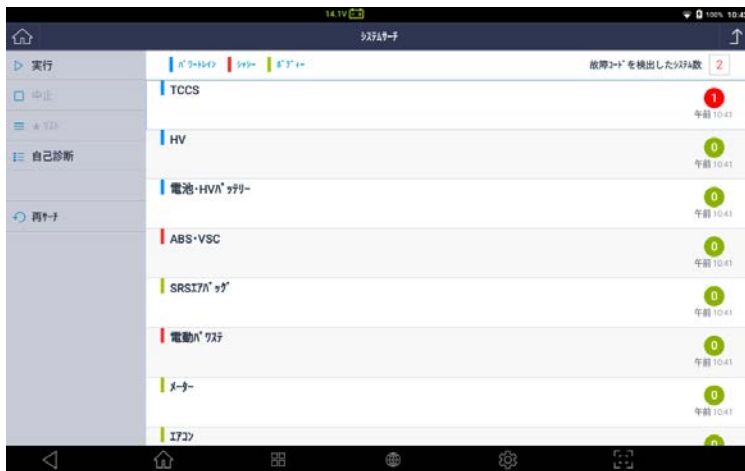 14.1V
100% 10:4
システムサーチ
実行
パワートレイン シャシー ボディー
故障コードを検出したシステム数 2
中止
★リスト
自己診断
再サーチ
TCCS
1
午前 10:41
HV
0
午前 10:41
電池・HVバッテリー
0
午前 10:41
ABS・VSC
0
午前 10:41
SRSエアバッグ
0
午前 10:41
電動パワステ
0
午前 10:41
メーター
0
午前 10:41
エアコン
0